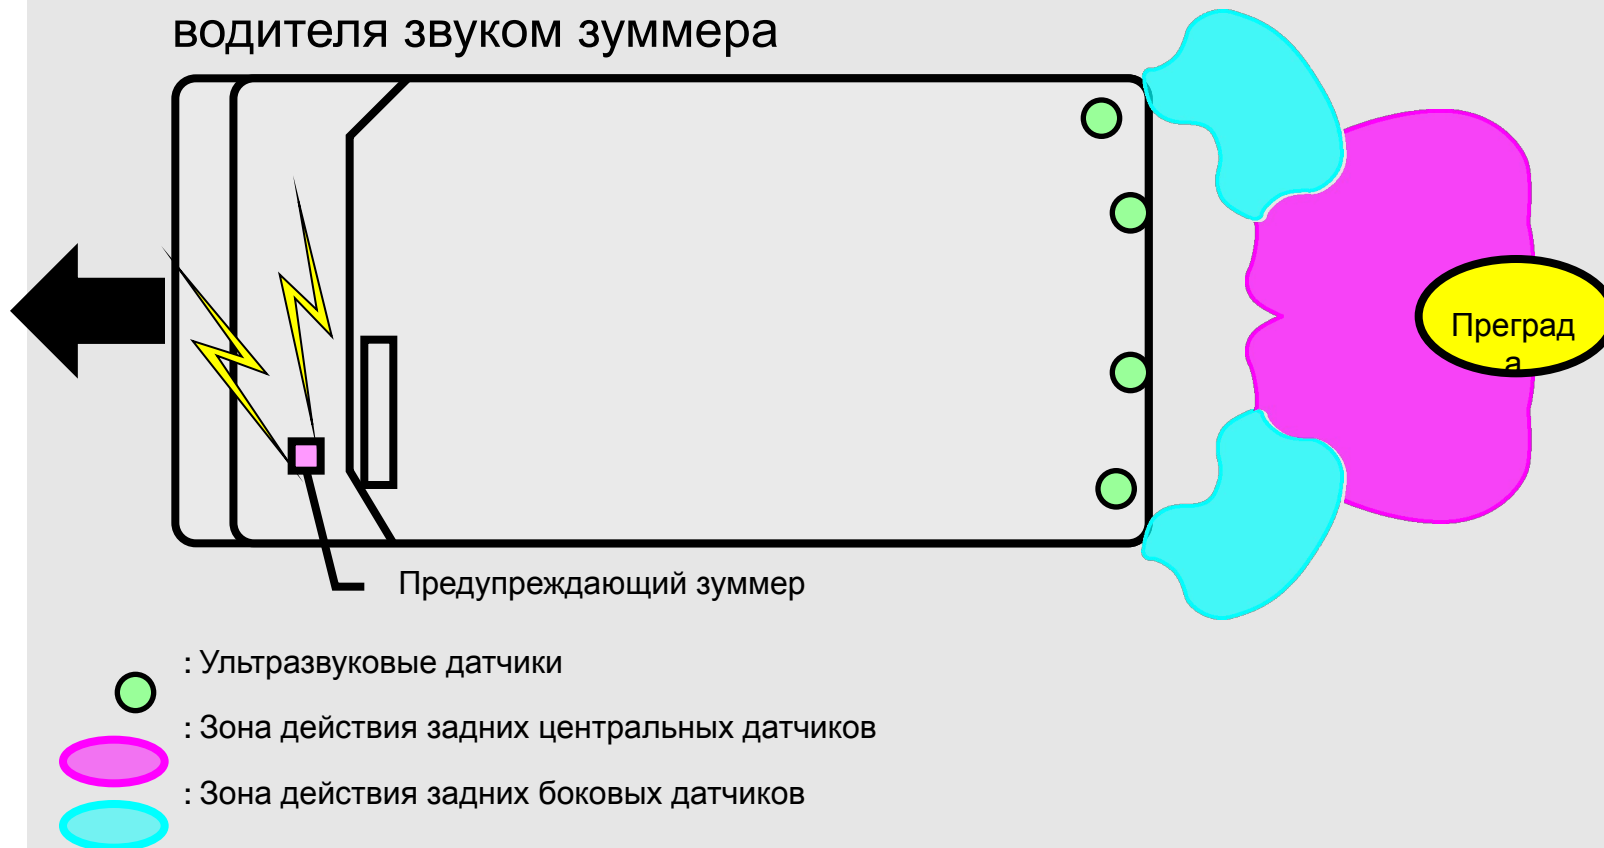 водителя звуком зуммера
Преград
а
Предупреждающий зуммер
: Ультразвуковые датчики
: Зона действия задних центральных датчиков
: Зона действия задних боковых датчиков